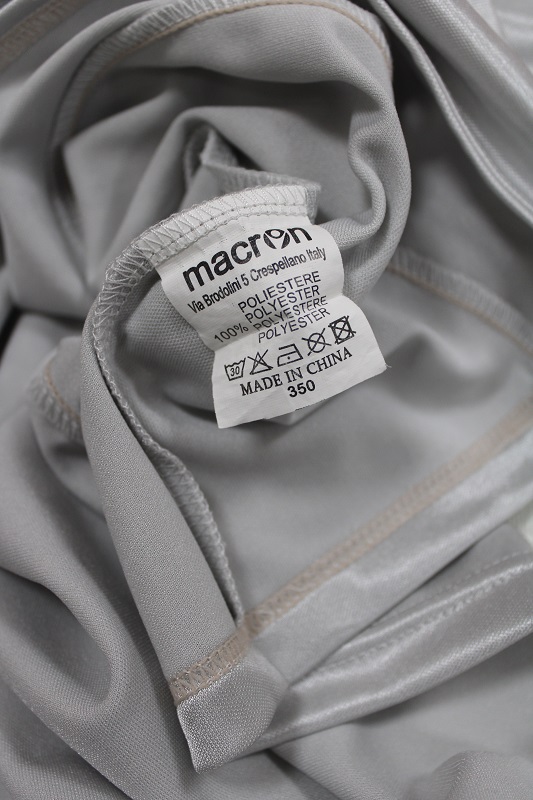 macron
Via Brodolini 5 Crespellano Italy
POLIESTERE
100% POLYESTER
POLYESTERE
POLYESTER
30
MADE IN CHINA
350